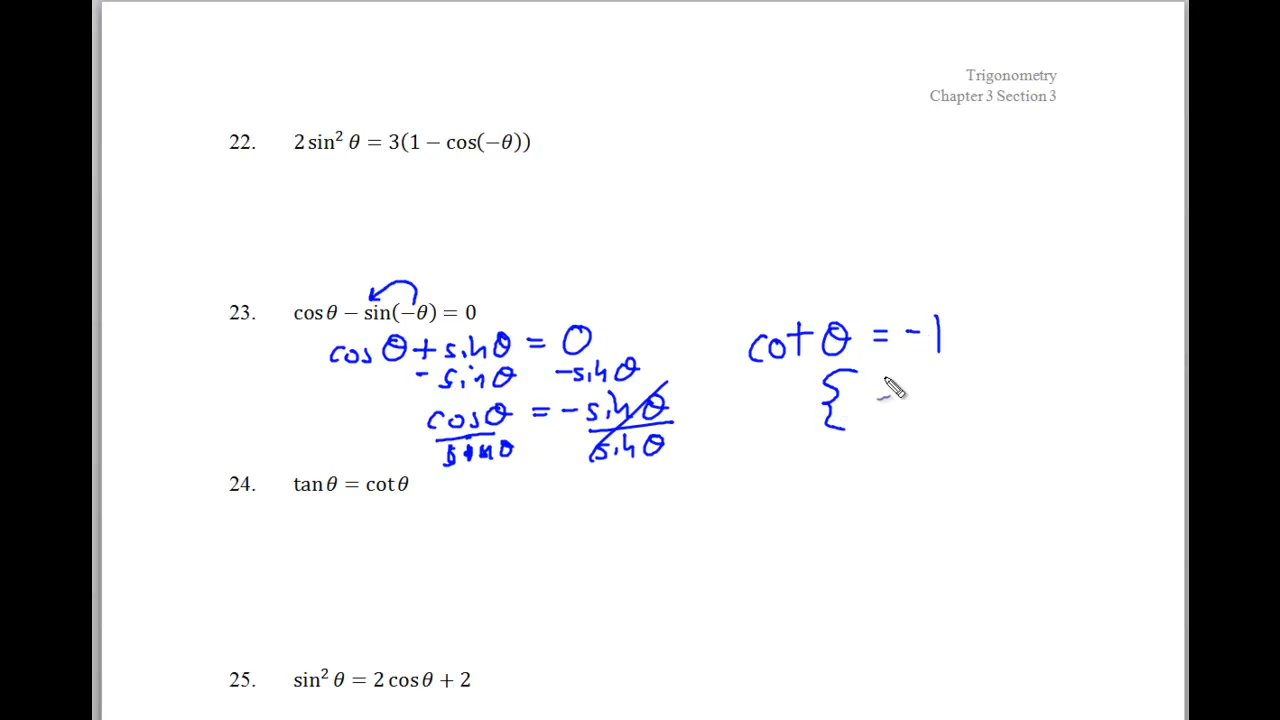 Trigonometry
Chapter 3 Section 3
22. 2 sin² θ = 3(1 − cos(−θ))
23. cos θ − sin(−θ) = 0
cos θ + sin θ = 0
- sin θ -sin θ
cos θ = - sin θ
sin θ sin θ
cot θ = -1
{ -
24. tan θ = cot θ
25. sin² θ = 2 cos θ + 2